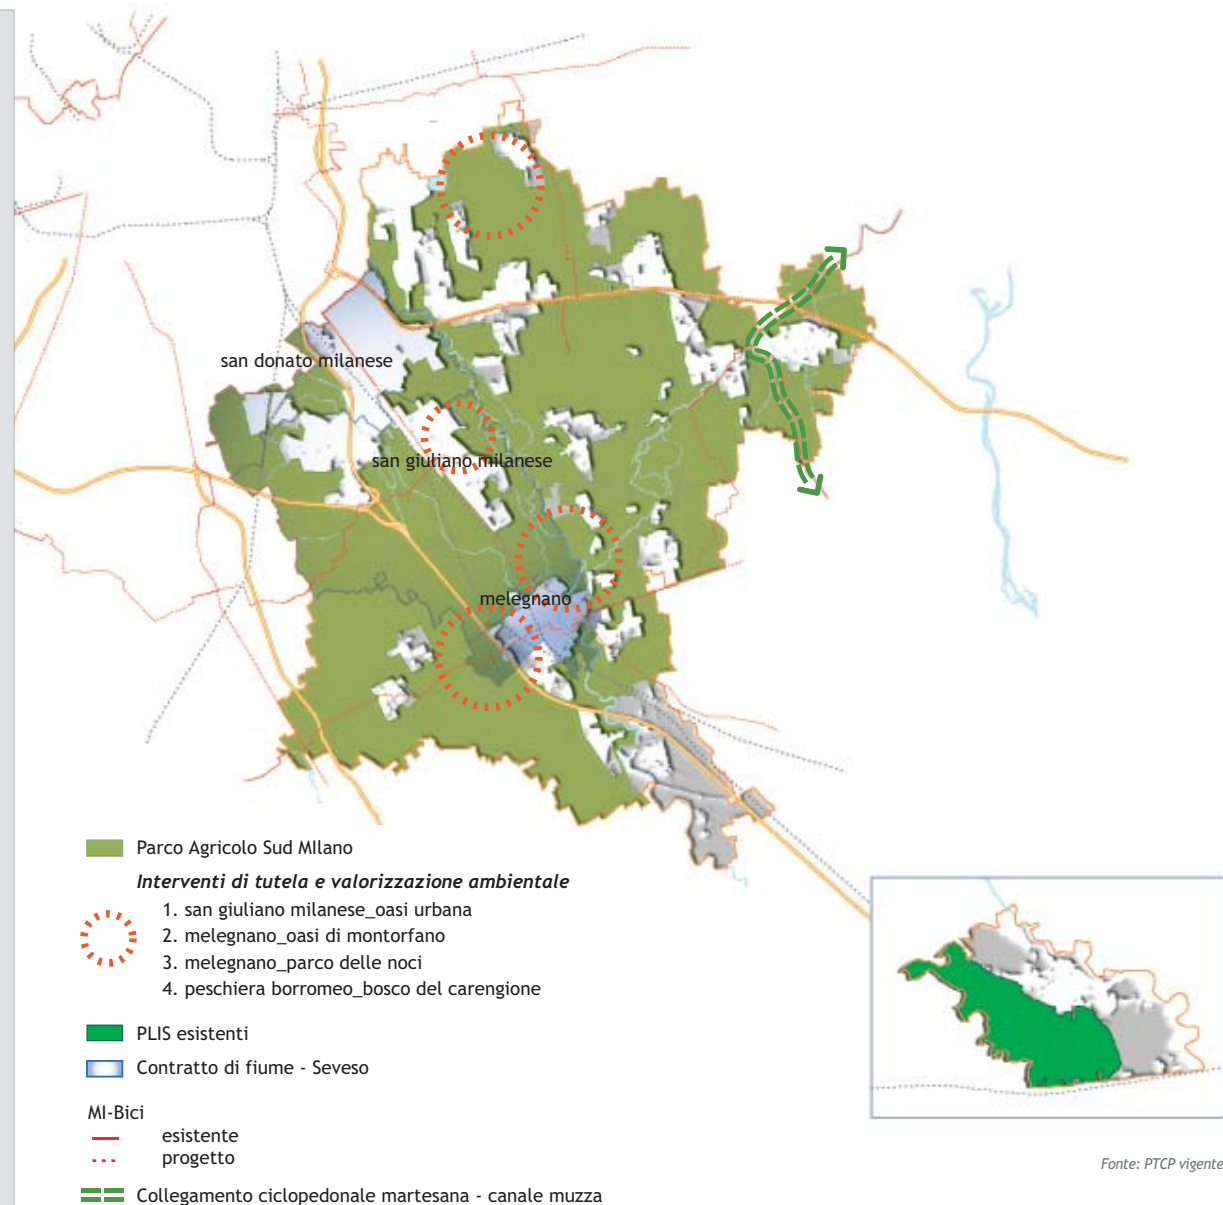 san donato milanese
san giuliano milanese
melegnano
Parco Agricolo Sud MIlano
Interventi di tutela e valorizzazione ambientale
1. san giuliano milanese_oasi urbana
2. melegnano_oasi di montorfano
3. melegnano_parco delle noci
4. peschiera borromeo_bosco del carengione
PLIS esistenti
Contratto di fiume - Seveso
MI-Bici
esistente
progetto
Collegamento ciclopedonale martesana - canale muzza
Fonte: PTCP vigente